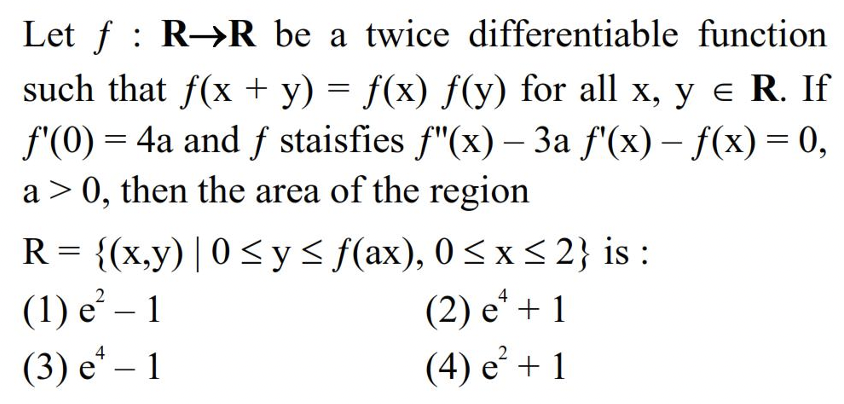 Let f : R→R be a twice differentiable function
such that f(x + y) = f(x) f(y) for all x, y ∈ R. If
f'(0) = 4a and f staisfies f''(x) – 3a f'(x) – f(x) = 0,
a > 0, then the area of the region
R = {(x,y) | 0 ≤ y ≤ f(ax), 0 ≤ x ≤ 2} is :
(1) e² – 1 (2) e⁴ + 1
(3) e⁴ – 1 (4) e² + 1